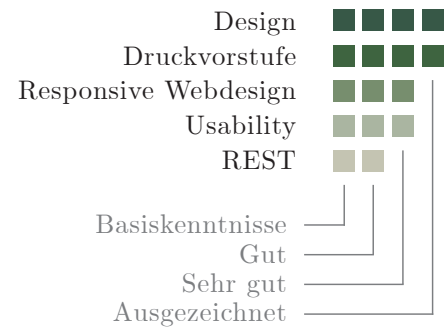 Design
Druckvorstufe
Responsive Webdesign
Usability
REST
Basiskenntnisse
Gut
Sehr gut
Ausgezeichnet